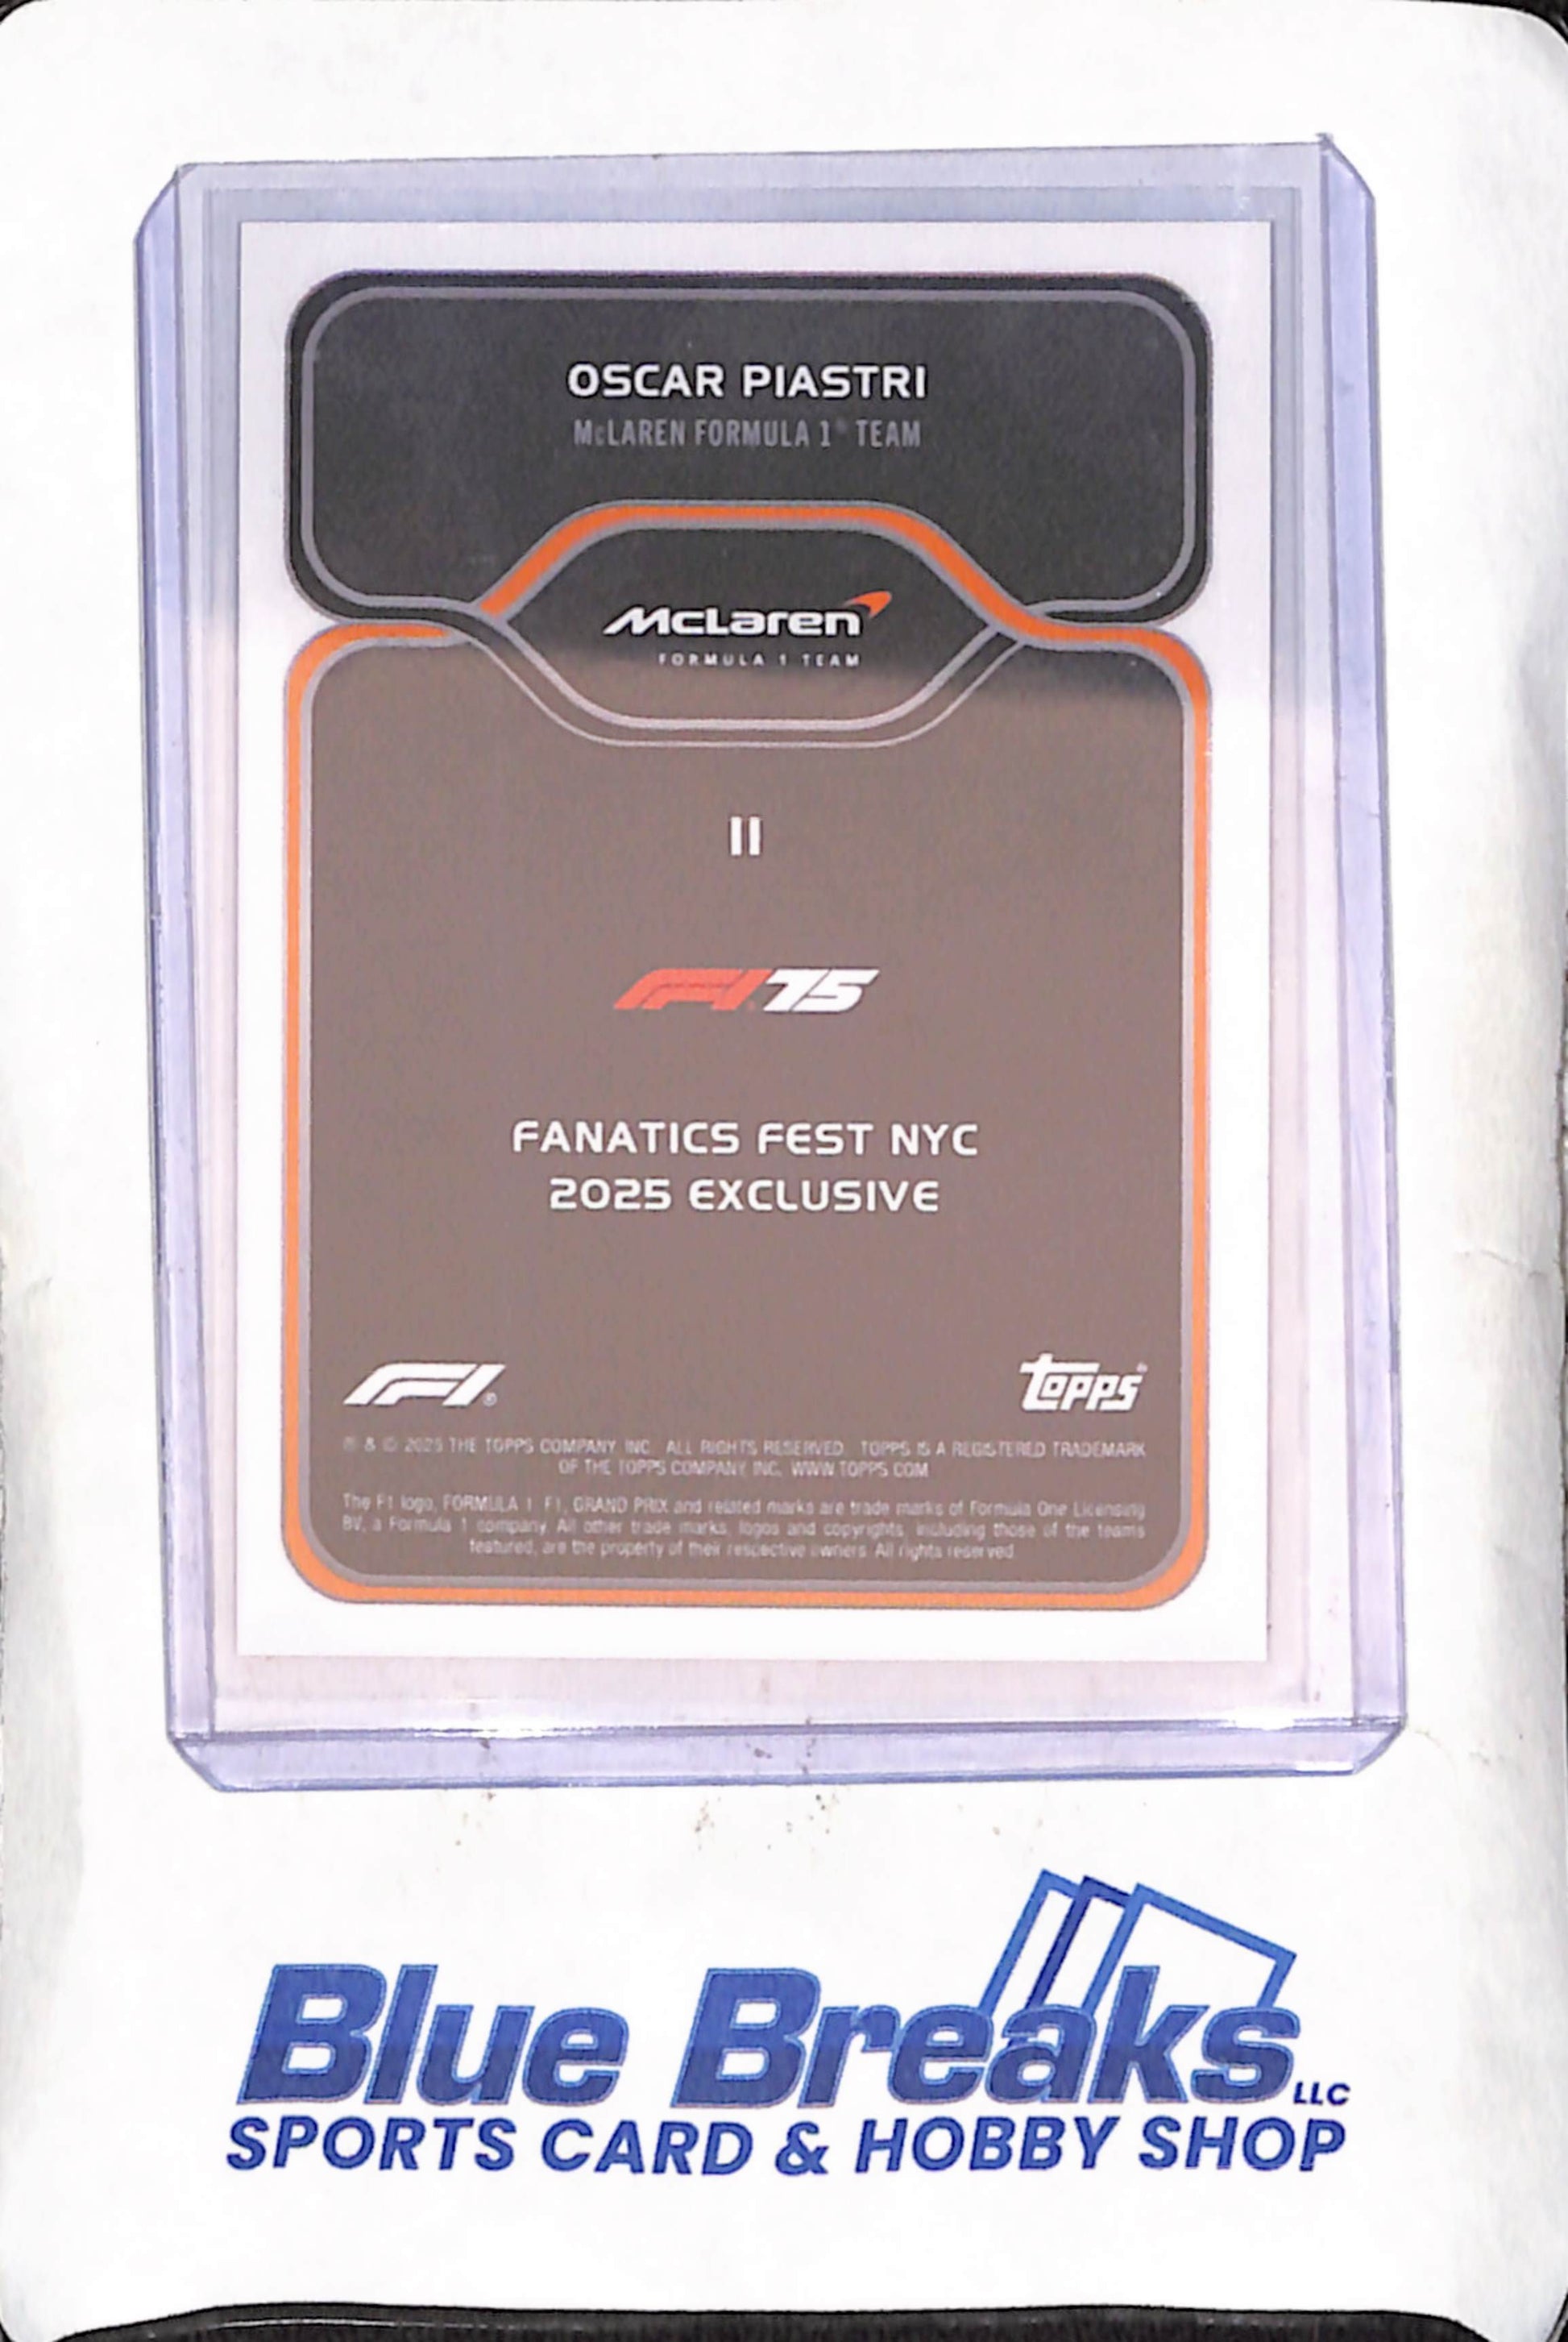 OSCAR PIASTRI
McLAREN FORMULA 1® TEAM
McLaren
FORMULA 1 TEAM
11
F1 75
FANATICS FEST NYC
2025 EXCLUSIVE
F1®
topps®
® & © 2025 THE TOPPS COMPANY, INC. ALL RIGHTS RESERVED. TOPPS IS A REGISTERED TRADEMARK
OF THE TOPPS COMPANY, INC. WWW.TOPPS.COM
The F1 logo, FORMULA 1, F1, GRAND PRIX and related marks are trade marks of Formula One Licensing
BV, a Formula 1 company. All other trade marks, logos and copyrights, including those of the teams
featured, are the property of their respective owners. All rights reserved.
Blue Breaks LLC
SPORTS CARD & HOBBY SHOP